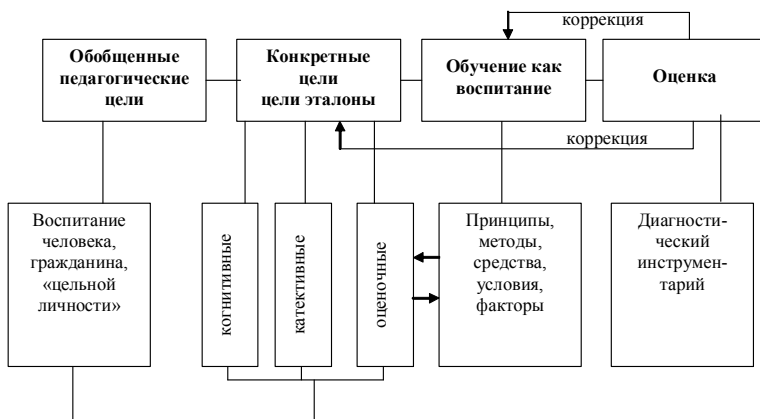 коррекция
Обобщенные
педагогические
цели
Конкретные
цели
цели эталоны
Обучение как
воспитание
Оценка
коррекция
Воспитание
человека,
гражданина,
«цельной
личности»
когнитивные
катективные
оценочные
Принципы,
методы,
средства,
условия,
факторы
Диагности-
ческий
инструмен-
тарий